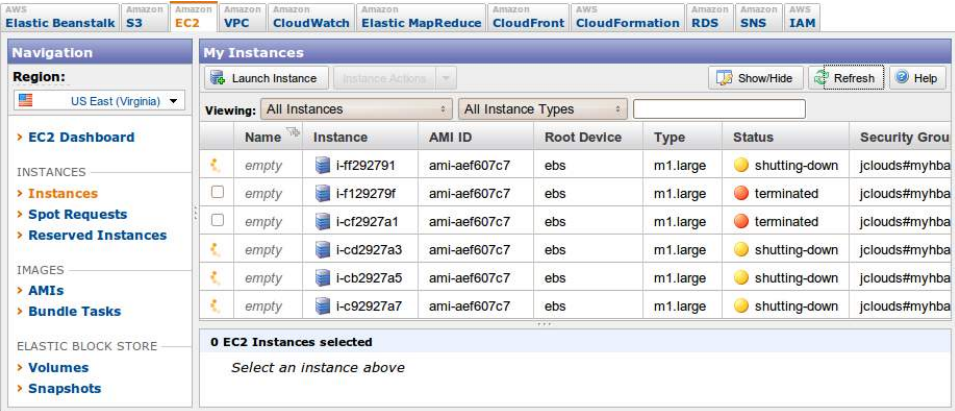 AWS Amazon Amazon Amazon Amazon Amazon Amazon AWS Amazon Amazon AWS
Elastic Beanstalk S3 EC2 VPC CloudWatch Elastic MapReduce CloudFront CloudFormation RDS SNS IAM
Navigation
Region:
US East (Virginia)
EC2 Dashboard
INSTANCES
Instances
Spot Requests
Reserved Instances
IMAGES
AMIs
Bundle Tasks
ELASTIC BLOCK STORE
Volumes
Snapshots
My Instances
Launch Instance Instance Actions Show/Hide Refresh Help
Viewing: All Instances All Instance Types
Name Instance AMI ID Root Device Type Status Security Grou
empty i-ff292791 ami-aef607c7 ebs m1.large shutting-down jclouds#myhba
empty i-f129279f ami-aef607c7 ebs m1.large terminated jclouds#myhba
empty i-cf2927a1 ami-aef607c7 ebs m1.large terminated jclouds#myhba
empty i-cd2927a3 ami-aef607c7 ebs m1.large shutting-down jclouds#myhba
empty i-cb2927a5 ami-aef607c7 ebs m1.large shutting-down jclouds#myhba
empty i-c92927a7 ami-aef607c7 ebs m1.large shutting-down jclouds#myhba
0 EC2 Instances selected
Select an instance above